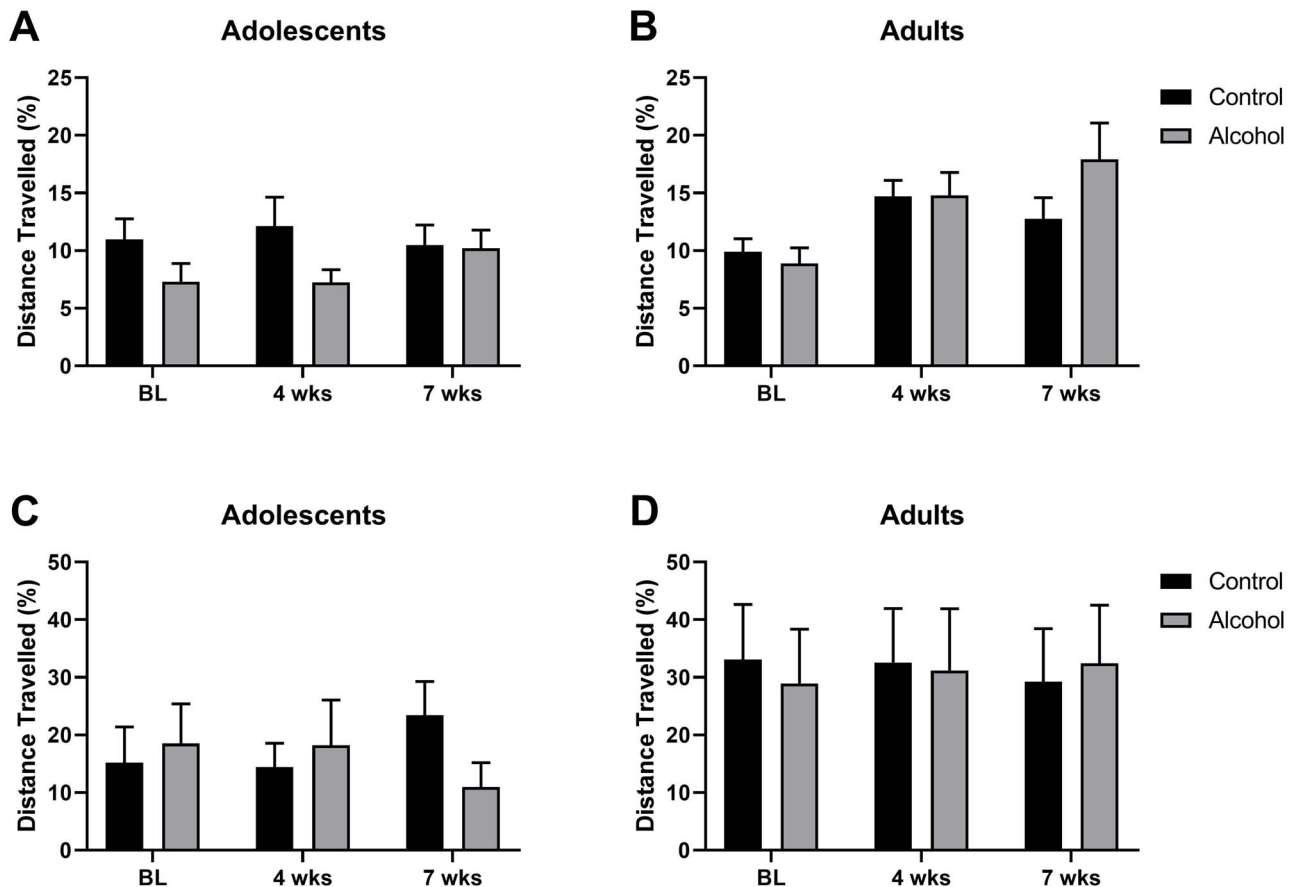 A
Adolescents
Distance Travelled (%)
25
20
15
10
5
0
BL 4 wks 7 wks
B
Adults
Distance Travelled (%)
25
20
15
10
5
0
BL 4 wks 7 wks
Control
Alcohol
C
Adolescents
Distance Travelled (%)
50
40
30
20
10
0
BL 4 wks 7 wks
D
Adults
Distance Travelled (%)
50
40
30
20
10
0
BL 4 wks 7 wks
Control
Alcohol